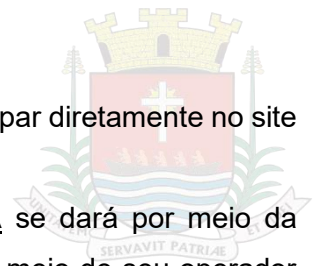 par diretamente no site
se dará por meio da
SERVAVIT PATRIAE
meio de seu operador